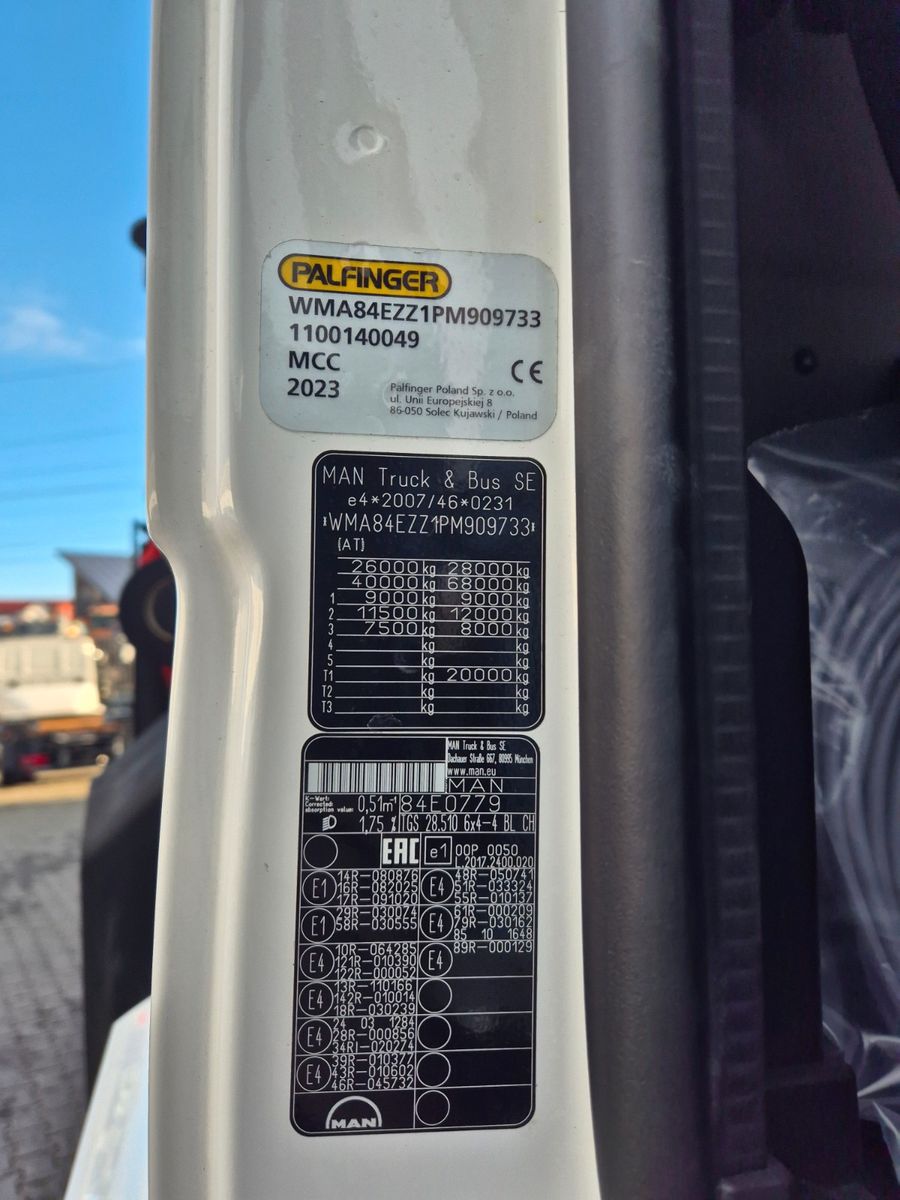 PALFINGER
WMA84EZZ1PM909733
1100140049
MCC
2023
CE
Palfinger Poland Sp. z o.o.
ul. Unii Europejskiej 8
86-050 Solec Kujawski / Poland
MAN Truck & Bus SE
e4*2007/46*0231
*WMA84EZZ1PM909733*
(AT)
26000 kg 28000 kg
40000 kg 68000 kg
1 9000 kg 9000 kg
2 11500 kg 12000 kg
3 7500 kg 8000 kg
4 kg kg
5 kg kg
T1 kg 20000 kg
T2 kg kg
T3 kg kg
MAN Truck & Bus SE
Dachauer Straße 667, 80995 München
www.man.eu
MAN
K-Wert:
Corrected:
absorption value: 0,51m⁻¹ 84E0779
1,75 % TGS 28.510 6x4-4 BL CH
EAC e1 00P 0050
L.2017.2400.020
E1 14R-080876
16R-082025
17R-091020
E4 48R-050741
51R-033324
55R-010137
E1 29R-030074
58R-030555
E4 61R-000209
79R-030162
85 10 1648
E4 10R-064285
121R-010390
122R-000052
E4 89R-000129
E4 13R-110166
142R-010014
18R-030239
E4 24 03 1284
28R-000856
34RI-020274
E4 39R-010377
43R-010602
46R-045732
MAN